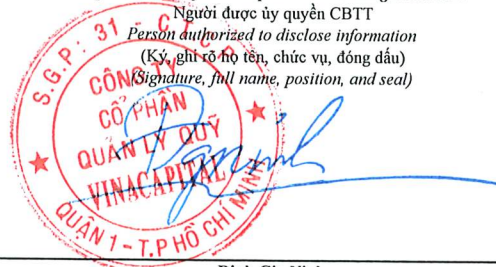 Người được ủy quyền CBTT
Person authorized to disclose information
(Ký, ghi rõ họ tên, chức vụ, đóng dấu)
(Signature, full name, position, and seal)
S.G.P: 31 - C.T.C.P
CÔNG TY
CỔ PHẦN
QUẢN LÝ QUỸ
VINACAPITAL
QUẬN 1 - T.P HỒ CHÍ MINH